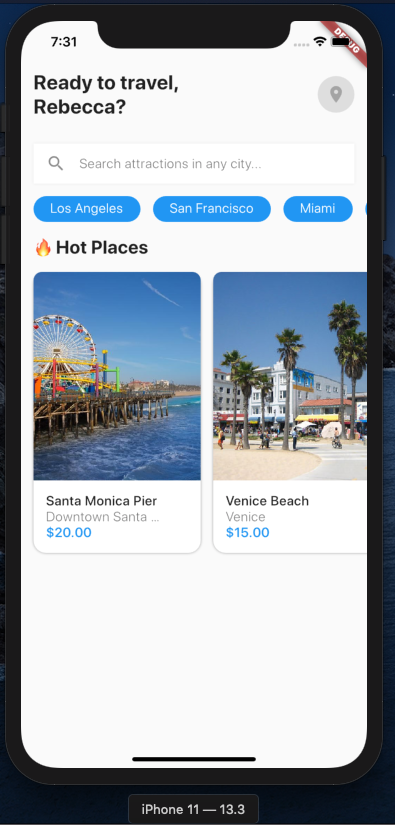 7:31
DEBUG
Ready to travel,
Rebecca?
Search attractions in any city...
Los Angeles San Francisco Miami
🔥 Hot Places
Santa Monica Pier
Downtown Santa ...
$20.00
Venice Beach
Venice
$15.00
iPhone 11 — 13.3